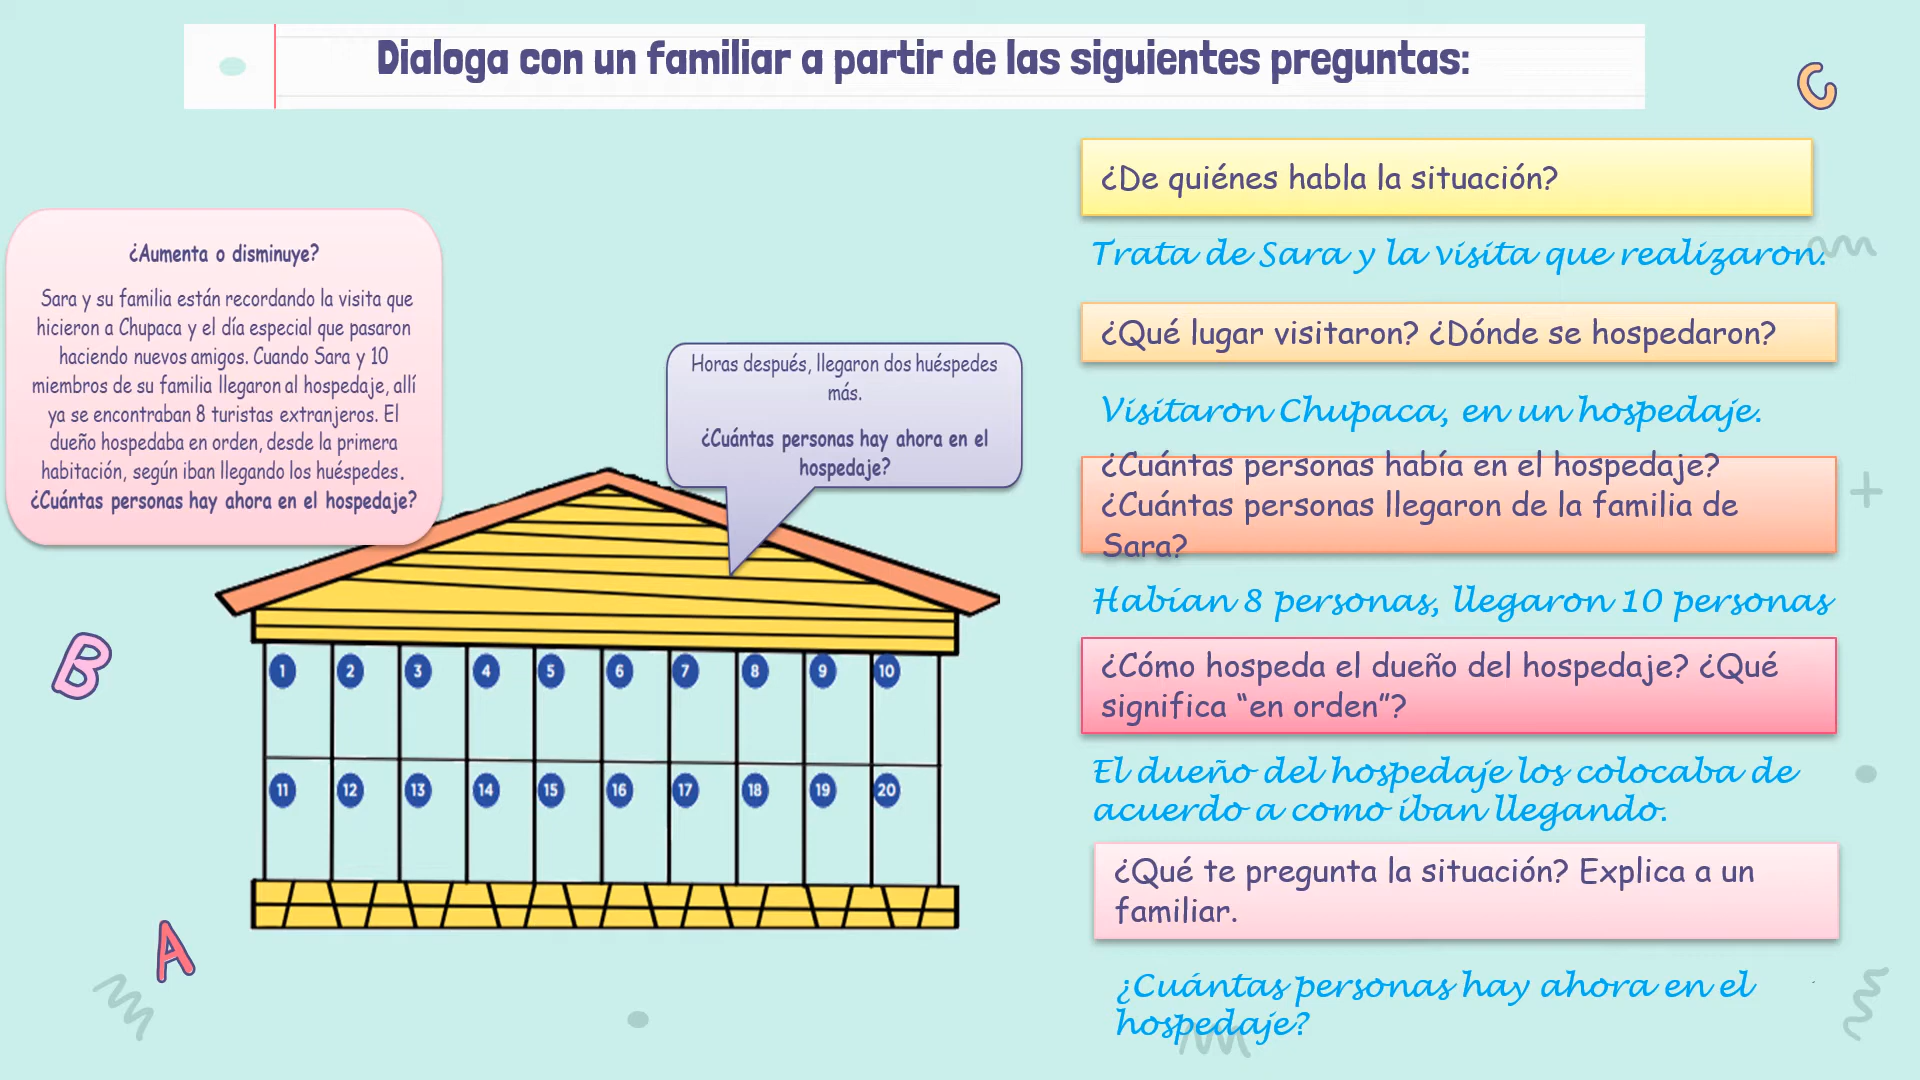 Dialoga con un familiar a partir de las siguientes preguntas:
C
¿Aumenta o disminuye?
Sara y su familia están recordando la visita que
hicieron a Chupaca y el día especial que pasaron
haciendo nuevos amigos. Cuando Sara y 10
miembros de su familia llegaron al hospedaje, allí
ya se encontraban 8 turistas extranjeros. El
dueño hospedaba en orden, desde la primera
habitación, según iban llegando los huéspedes.
¿Cuántas personas hay ahora en el hospedaje?
Horas después, llegaron dos huéspedes
más.
¿Cuántas personas hay ahora en el
hospedaje?
1 2 3 4 5 6 7 8 9 10
11 12 13 14 15 16 17 18 19 20
B
A
¿De quiénes habla la situación?
Trata de Sara y la visita que realizaron.
¿Qué lugar visitaron? ¿Dónde se hospedaron?
Visitaron Chupaca, en un hospedaje.
¿Cuántas personas había en el hospedaje?
¿Cuántas personas llegaron de la familia de
Sara?
Habían 8 personas, llegaron 10 personas
¿Cómo hospeda el dueño del hospedaje? ¿Qué
significa “en orden”?
El dueño del hospedaje los colocaba de
acuerdo a como iban llegando.
¿Qué te pregunta la situación? Explica a un
familiar.
¿Cuántas personas hay ahora en el
hospedaje?